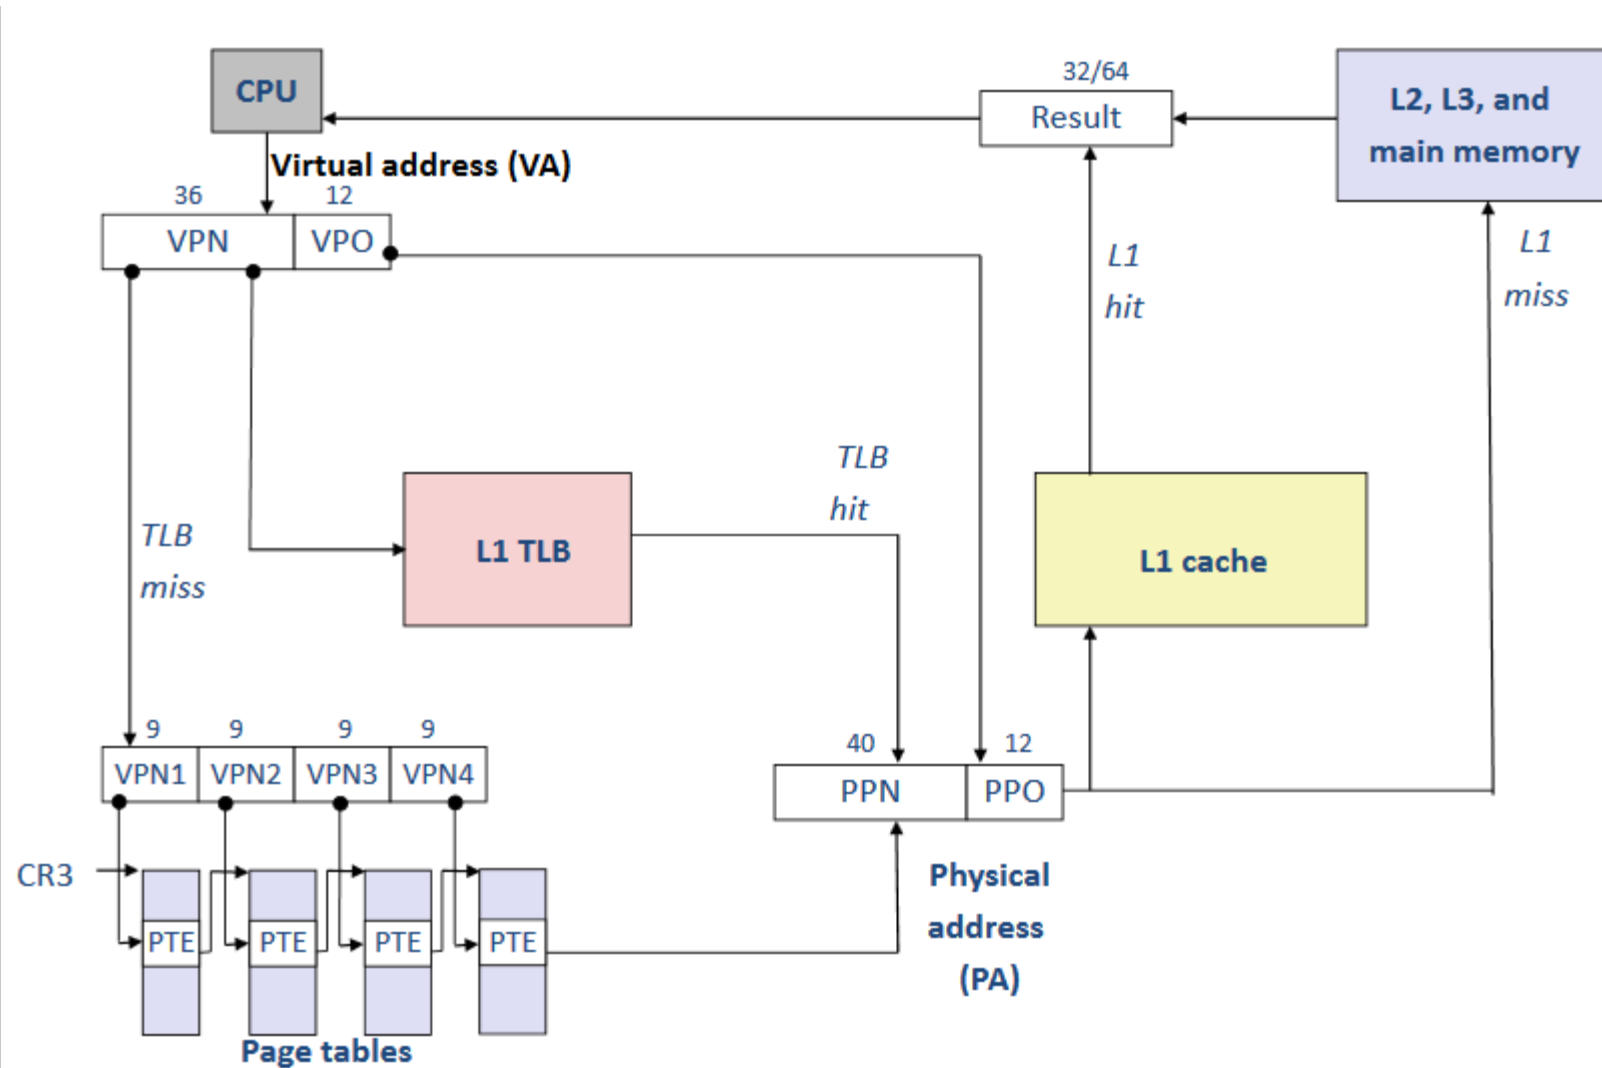 CPU
32/64
Result
L2, L3, and
main memory
Virtual address (VA)
36
12
VPN
VPO
L1
hit
L1
miss
TLB
hit
TLB
miss
L1 TLB
L1 cache
9
9
9
9
VPN1
VPN2
VPN3
VPN4
40
12
PPN
PPO
CR3
PTE
PTE
PTE
PTE
Physical
address
(PA)
Page tables